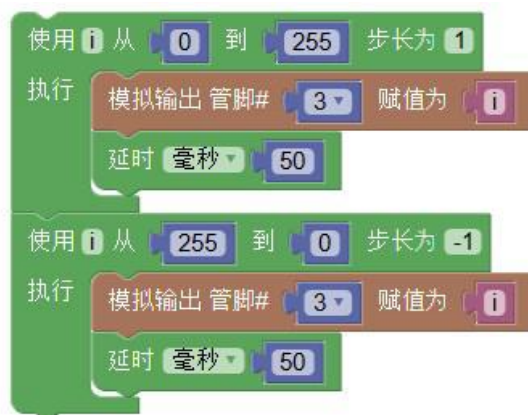 使用 i 从 0 到 255 步长为 1
执行 模拟输出 管脚# 3 赋值为 i
延时 毫秒 50
使用 i 从 255 到 0 步长为 -1
执行 模拟输出 管脚# 3 赋值为 i
延时 毫秒 50